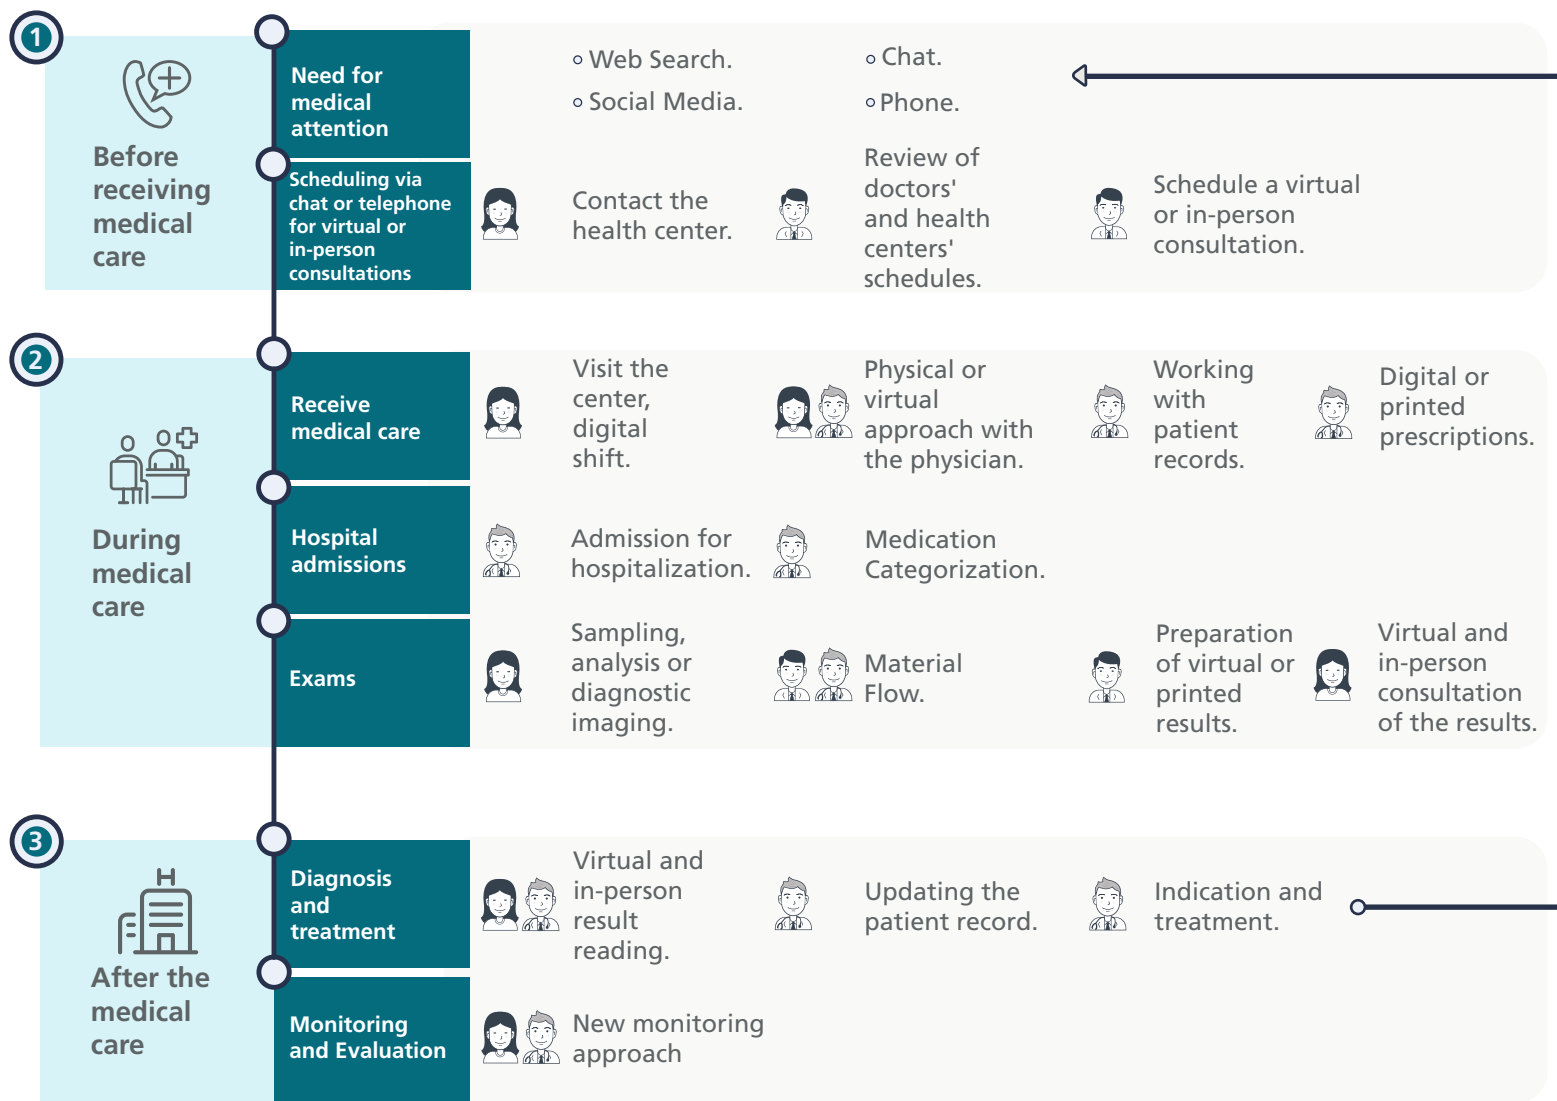 1
Before
receiving
medical
care
Need for
medical
attention
Web Search.
Social Media.
Chat.
Phone.
Scheduling via
chat or telephone
for virtual or
in-person
consultations
Contact the
health center.
Review of
doctors'
and health
centers'
schedules.
Schedule a virtual
or in-person
consultation.
2
During
medical
care
Receive
medical care
Visit the
center,
digital
shift.
Physical or
virtual
approach with
the physician.
Working
with
patient
records.
Digital or
printed
prescriptions.
Hospital
admissions
Admission for
hospitalization.
Medication
Categorization.
Exams
Sampling,
analysis or
diagnostic
imaging.
Material
Flow.
Preparation
of virtual or
printed
results.
Virtual and
in-person
consultation
of the results.
3
After the
medical
care
Diagnosis
and
treatment
Virtual and
in-person
result
reading.
Updating the
patient record.
Indication and
treatment.
Monitoring
and Evaluation
New monitoring
approach